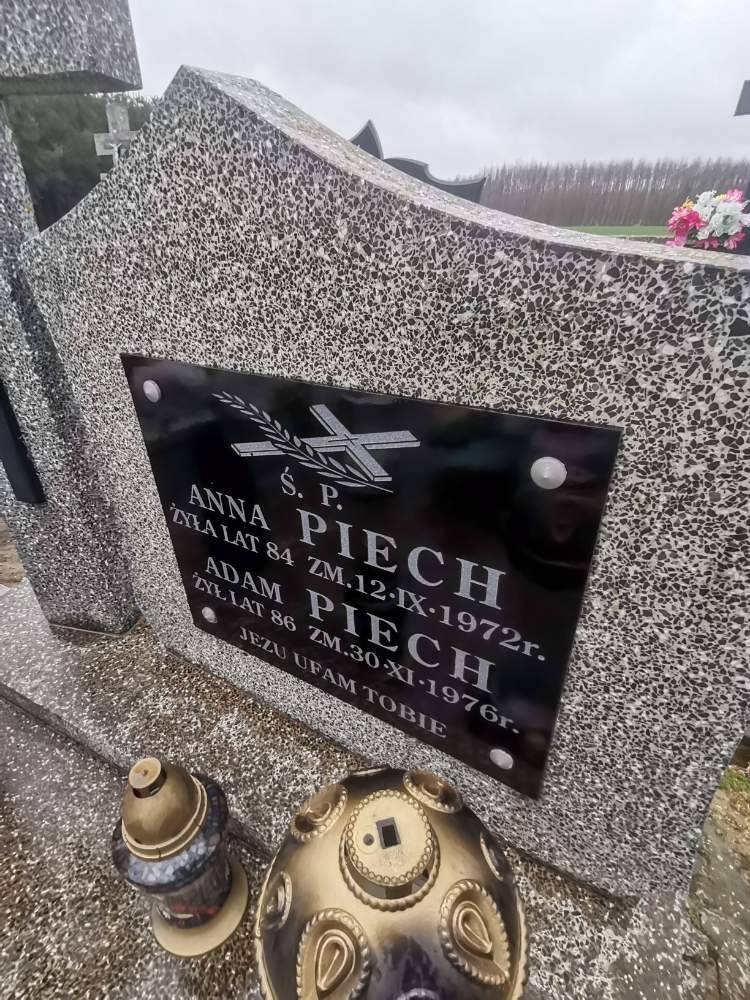 Ś. P.
ANNA PIECH
ŻYŁA LAT 84 ZM. 12·IX·1972r.
ADAM PIECH
ŻYŁ LAT 86 ZM. 30·XI·1976r.
JEZU UFAM TOBIE